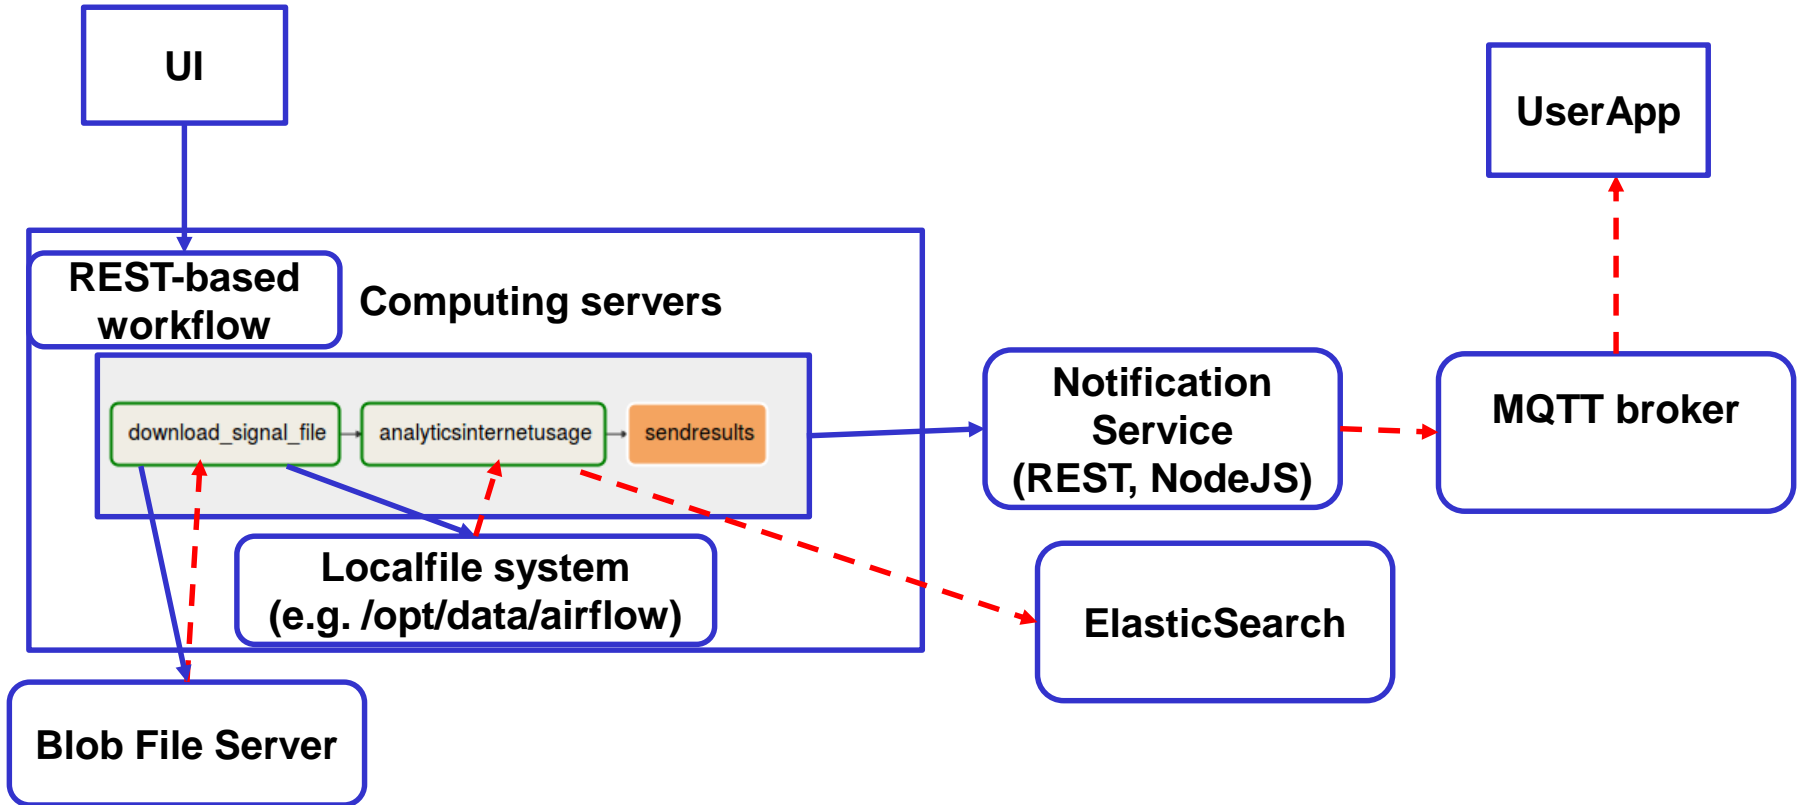 UI
UserApp
REST-based
workflow
Computing servers
download_signal_file
analyticsinternetusage
sendresults
Notification
Service
(REST, NodeJS)
MQTT broker
Localfile system
(e.g. /opt/data/airflow)
ElasticSearch
Blob File Server